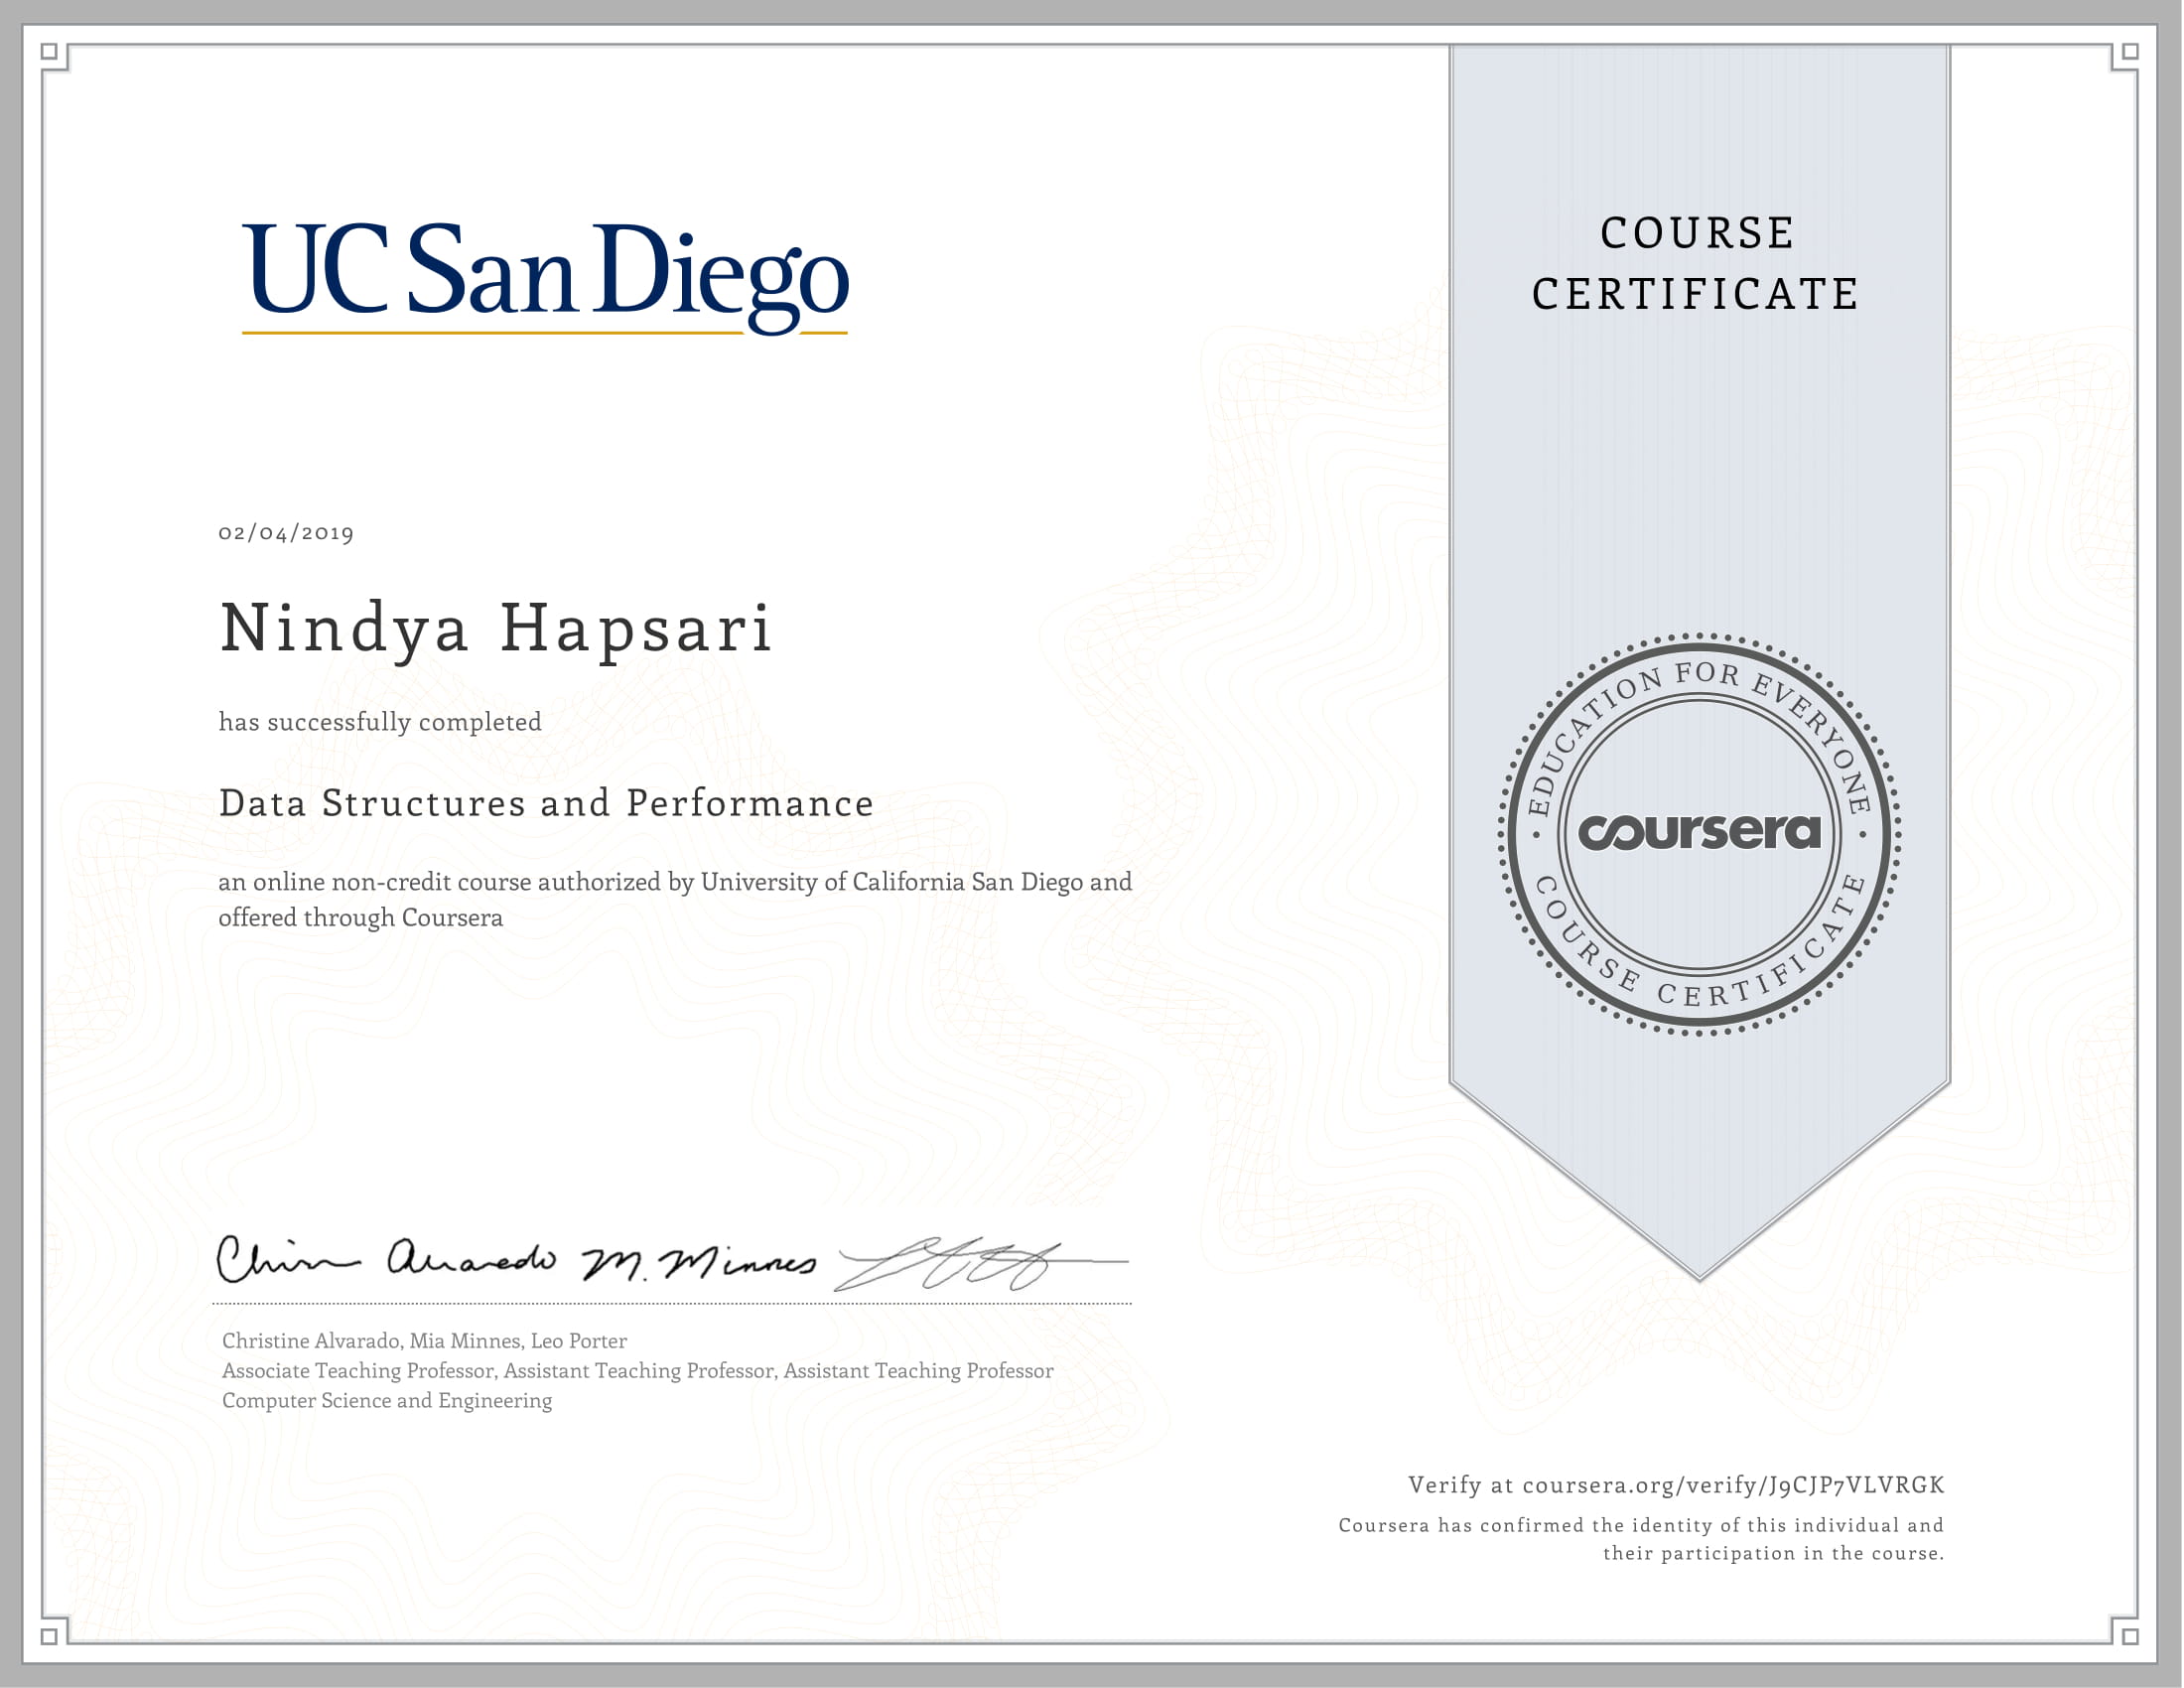 UC San Diego
COURSE
CERTIFICATE
02/04/2019
Nindya Hapsari
has successfully completed
Data Structures and Performance
an online non-credit course authorized by University of California San Diego and
offered through Coursera
EDUCATION FOR EVERYONE
coursera
COURSE CERTIFICATE
Christine Alvarado M. Minnes
Christine Alvarado, Mia Minnes, Leo Porter
Associate Teaching Professor, Assistant Teaching Professor, Assistant Teaching Professor
Computer Science and Engineering
Verify at coursera.org/verify/J9CJP7VLVRGK
Coursera has confirmed the identity of this individual and
their participation in the course.